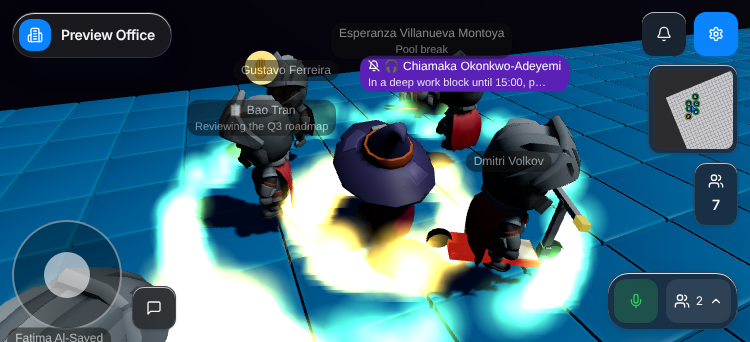 Preview Office
Esperanza Villanueva Montoya
Pool break
Gustavo Ferreira
Chiamaka Okonkwo-Adeyemi
In a deep work block until 15:00, p…
Bao Tran
Reviewing the Q3 roadmap
Dmitri Volkov
7
2
Fatima Al-Sayed